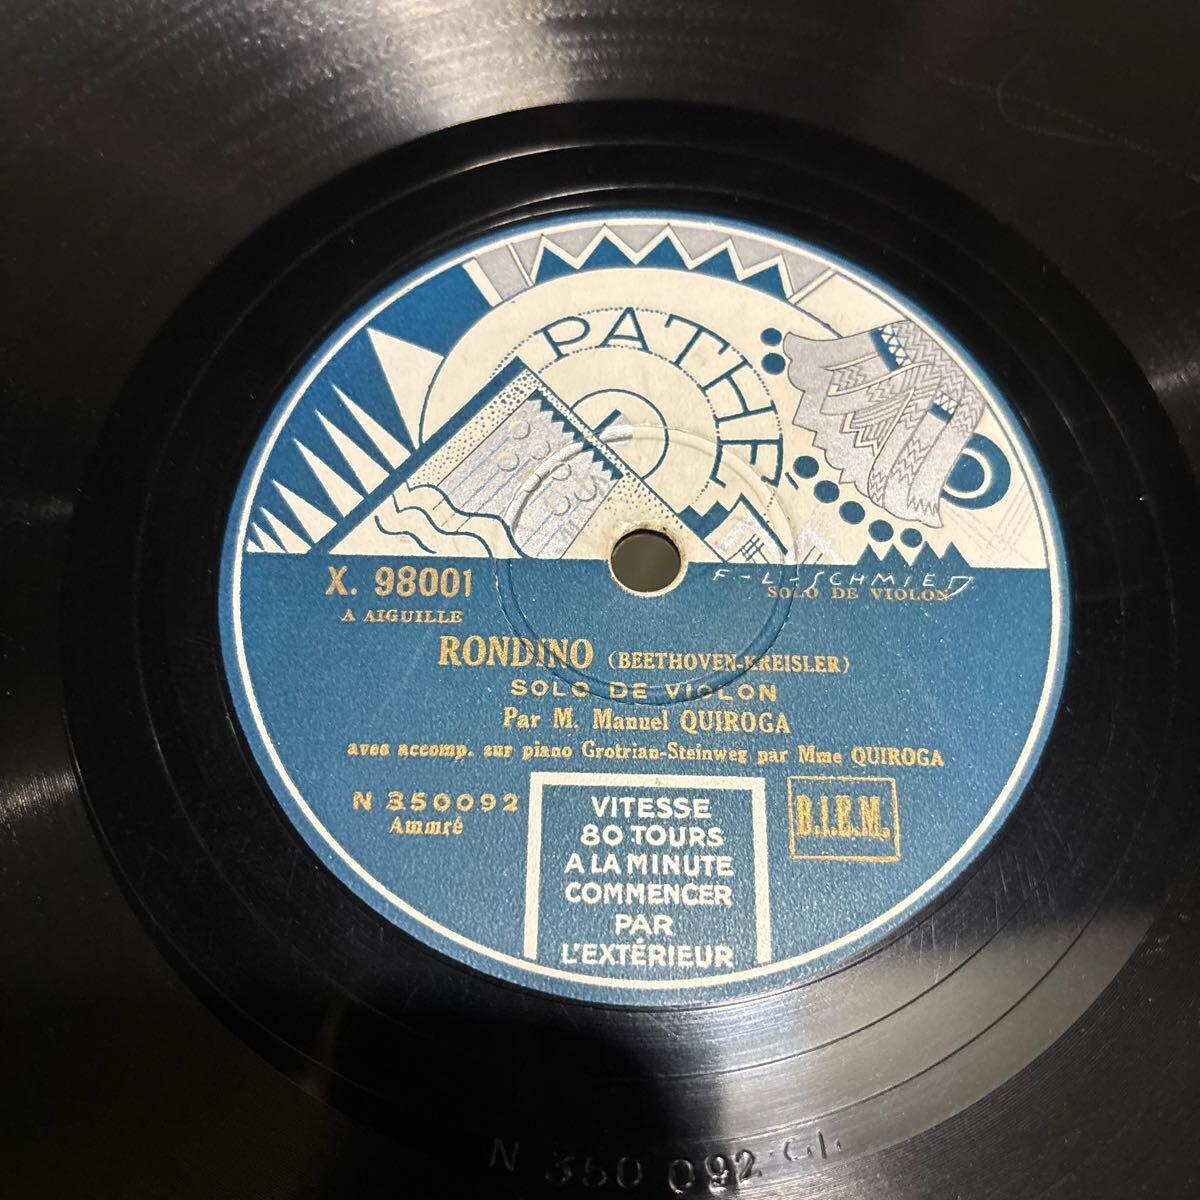 PATHÉ
F-L-SCHMIED
X. 98001
SOLO DE VIOLON
A AIGUILLE
RONDINO (BEETHOVEN-KREISLER)
SOLO DE VIOLON
Par M. Manuel QUIROGA
avec accomp. sur piano Grotrian-Steinweg par Mme QUIROGA
N 350092
Ammré
VITESSE
80 TOURS
A LA MINUTE
COMMENCER
PAR
L'EXTÉRIEUR
B.I.E.M.
N 350 092